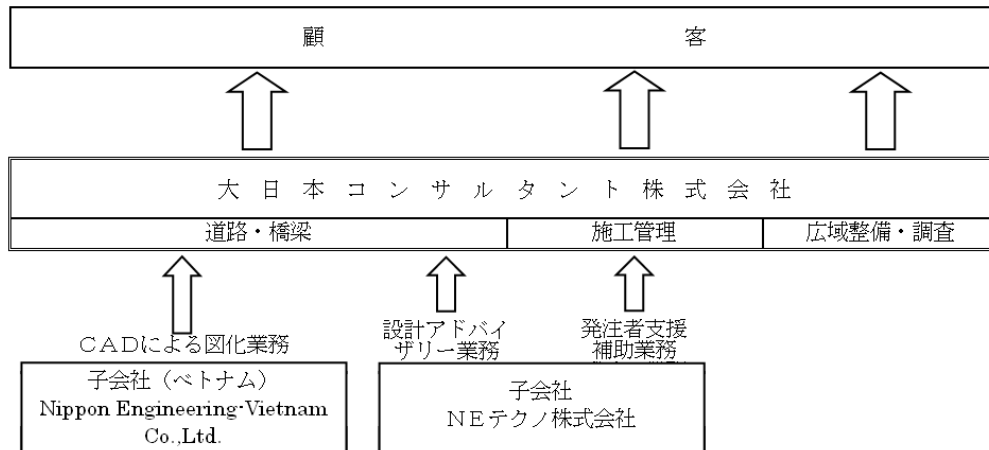 顧客
大日本コンサルタント株式会社
道路・橋梁 施工管理 広域整備・調査
CADによる図化業務
設計アドバイ
ザリー業務
発注者支援
補助業務
子会社（ベトナム）
Nippon Engineering-Vietnam
Co.,Ltd.
子会社
NEテクノ株式会社